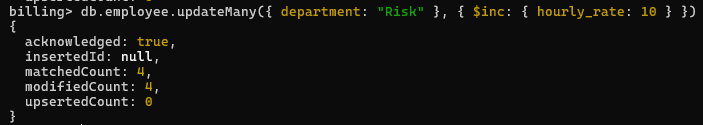 billing> db.employee.updateMany({ department: "Risk" }, { $inc: { hourly_rate: 10 } })
{
  acknowledged: true,
  insertedId: null,
  matchedCount: 4,
  modifiedCount: 4,
  upsertedCount: 0
}